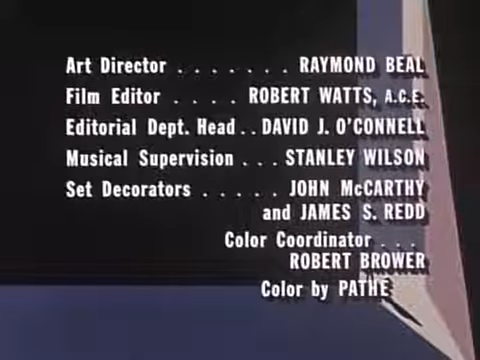 Art Director . . . . . . . RAYMOND BEAL
Film Editor . . . . ROBERT WATTS, A.C.E.
Editorial Dept. Head . . DAVID J. O'CONNELL
Musical Supervision . . . STANLEY WILSON
Set Decorators . . . . . JOHN McCARTHY
and JAMES S. REDD
Color Coordinator . . .
ROBERT BROWER
Color by PATHE